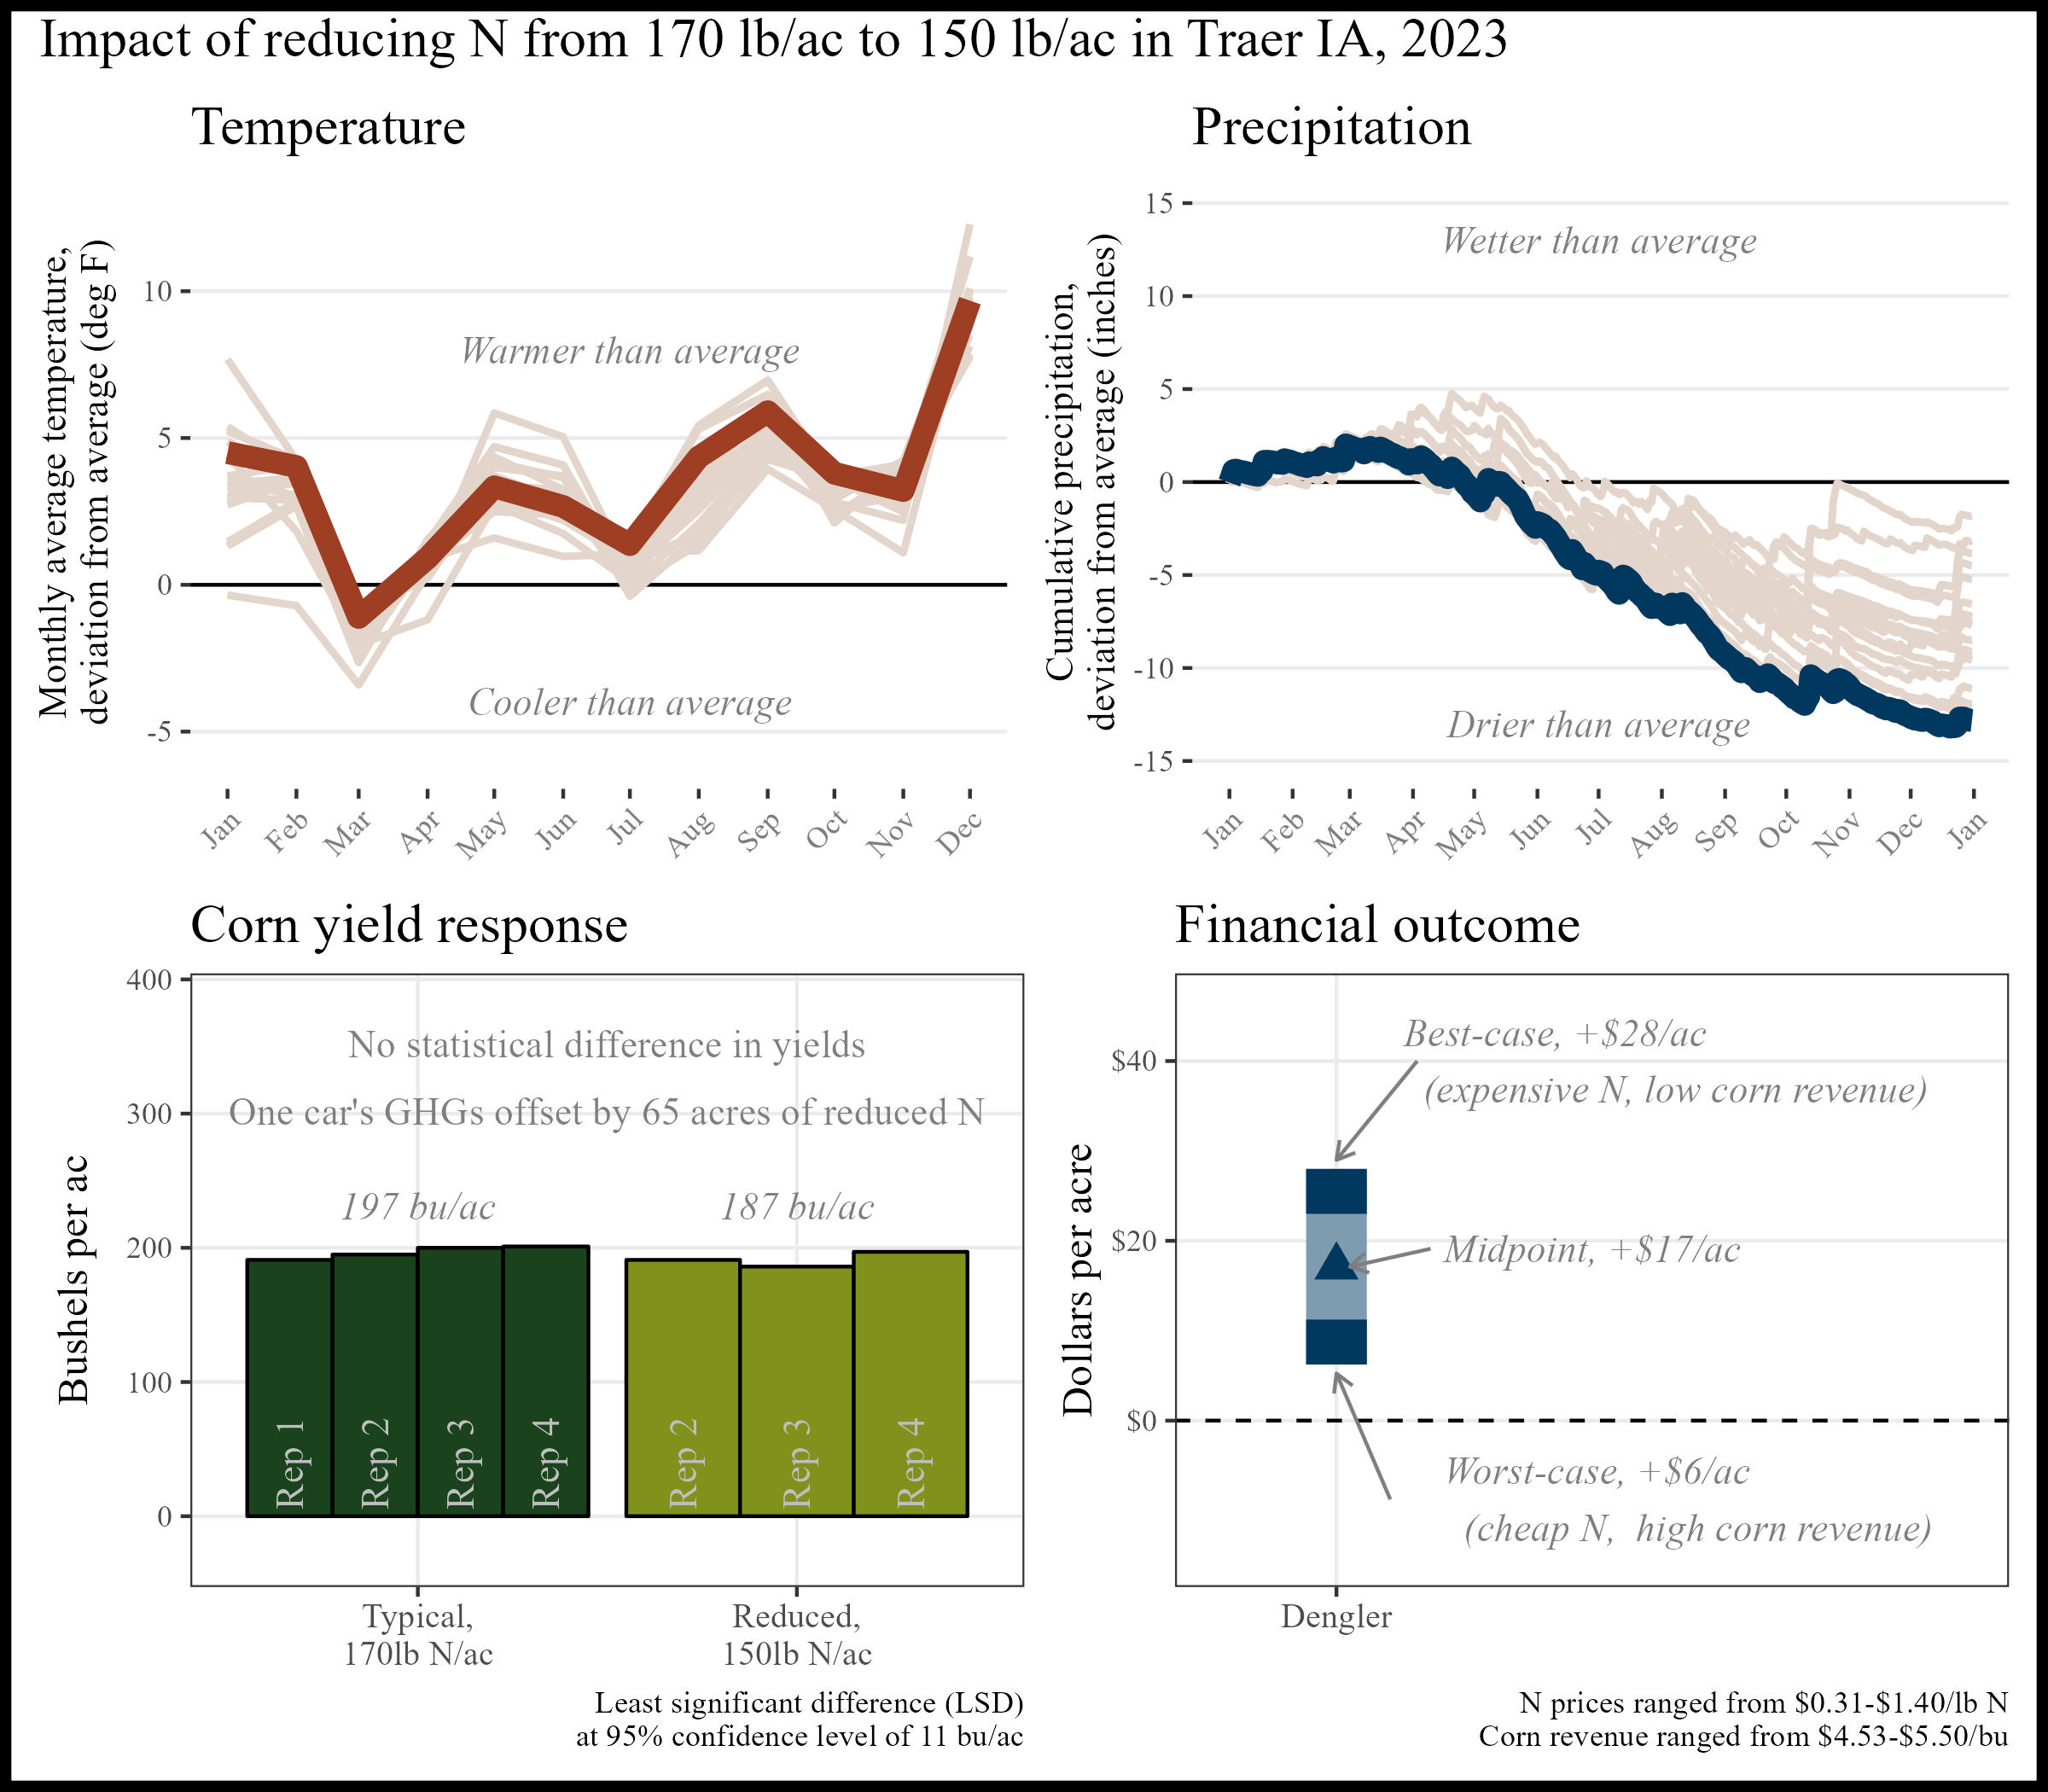 Impact of reducing N from 170 lb/ac to 150 lb/ac in Traer IA, 2023
Temperature
Monthly average temperature,
deviation from average (deg F)
10
5
0
-5
Warmer than average
Cooler than average
Jan
Feb
Mar
Apr
May
Jun
Jul
Aug
Sep
Oct
Nov
Dec
Precipitation
Cumulative precipitation,
deviation from average (inches)
15
10
5
0
-5
-10
-15
Wetter than average
Drier than average
Jan
Feb
Mar
Apr
May
Jun
Jul
Aug
Sep
Oct
Nov
Dec
Jan
Corn yield response
Bushels per ac
400
300
200
100
0
No statistical difference in yields
One car's GHGs offset by 65 acres of reduced N
197 bu/ac
187 bu/ac
Rep 1
Rep 2
Rep 3
Rep 4
Rep 2
Rep 3
Rep 4
Typical,
170lb N/ac
Reduced,
150lb N/ac
Least significant difference (LSD)
at 95% confidence level of 11 bu/ac
Financial outcome
Dollars per acre
$40
$20
$0
Best-case, +$28/ac
(expensive N, low corn revenue)
Midpoint, +$17/ac
Worst-case, +$6/ac
(cheap N,  high corn revenue)
Dengler
N prices ranged from $0.31-$1.40/lb N
Corn revenue ranged from $4.53-$5.50/bu